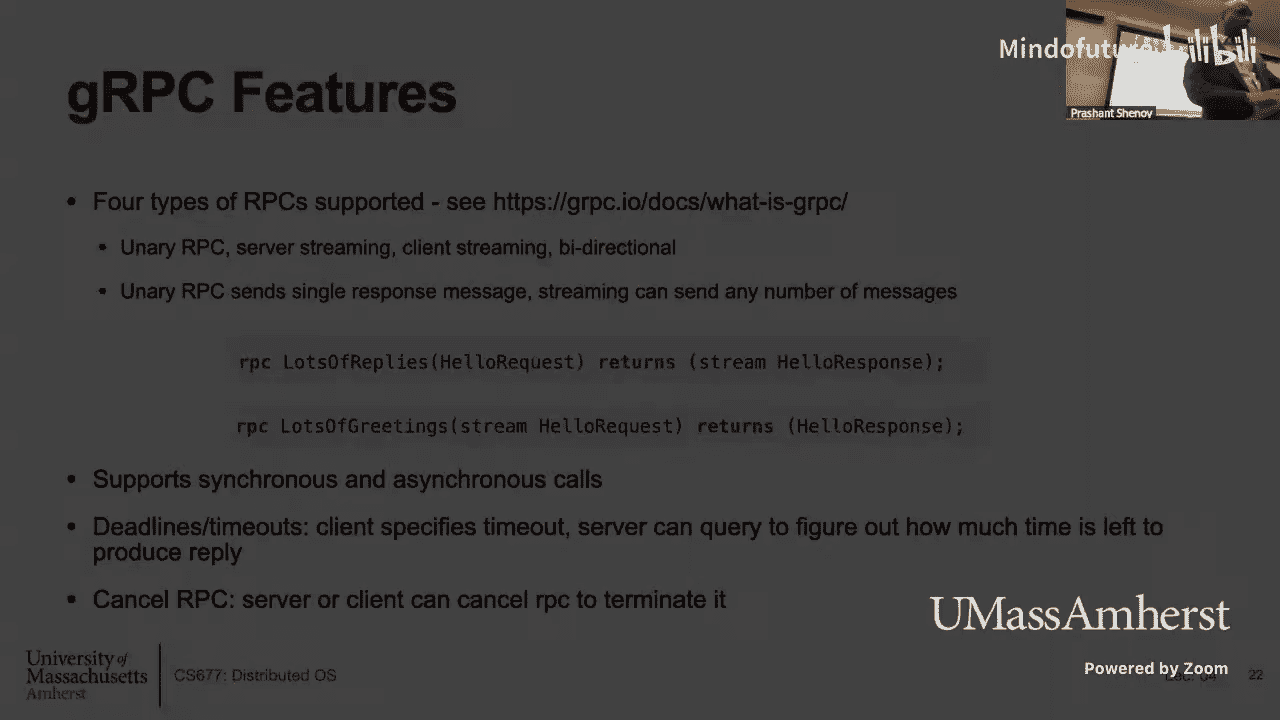 Mindofutu
bilibili
Prashant Shenoy
gRPC Features
• Four types of RPCs supported - see https://grpc.io/docs/what-is-grpc/
• Unary RPC, server streaming, client streaming, bi-directional
• Unary RPC sends single response message, streaming can send any number of messages
rpc LotsOfReplies(HelloRequest) returns (stream HelloResponse);
rpc LotsOfGreetings(stream HelloRequest) returns (HelloResponse);
• Supports synchronous and asynchronous calls
• Deadlines/timeouts: client specifies timeout, server can query to figure out how much time is left to
produce reply
• Cancel RPC: server or client can cancel rpc to terminate it
UMassAmherst
Powered by Zoom
University of
Massachusetts
Amherst
CS677: Distributed OS
Lec. 04
22